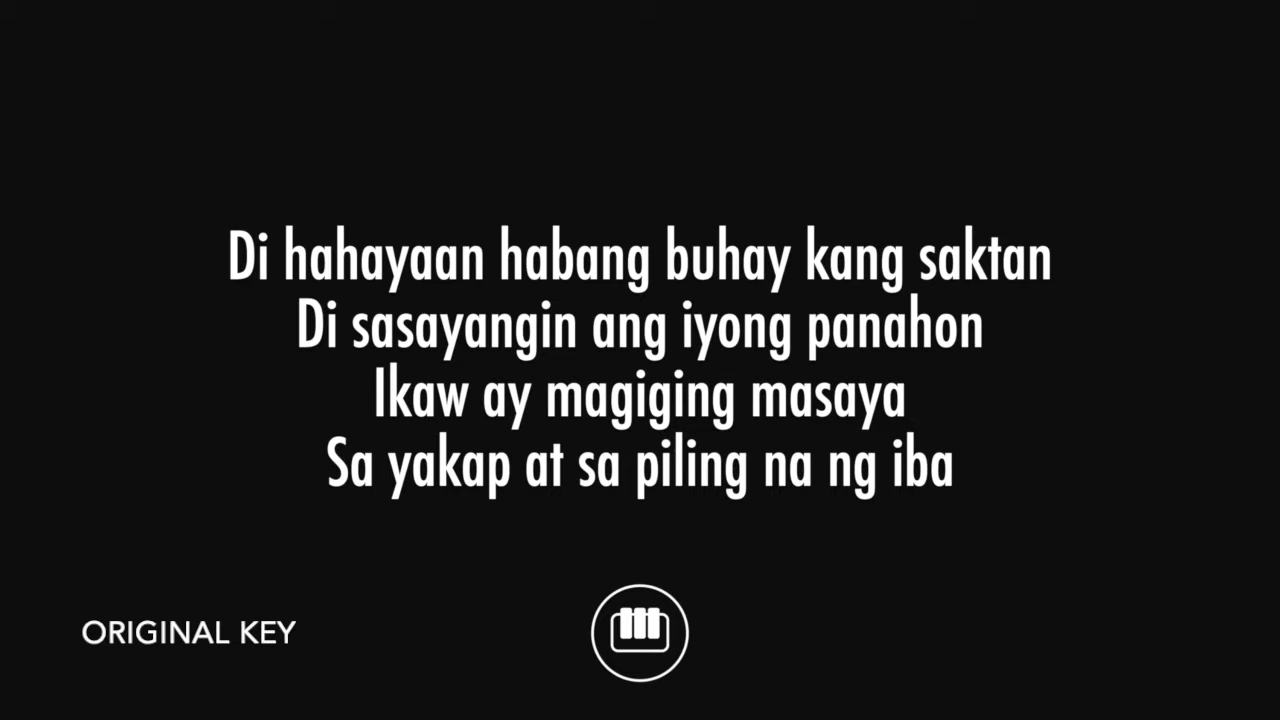 Di hahayaan habang buhay kang saktan
Di sasayangin ang iyong panahon
Ikaw ay magiging masaya
Sa yakap at sa piling na ng iba
ORIGINAL KEY